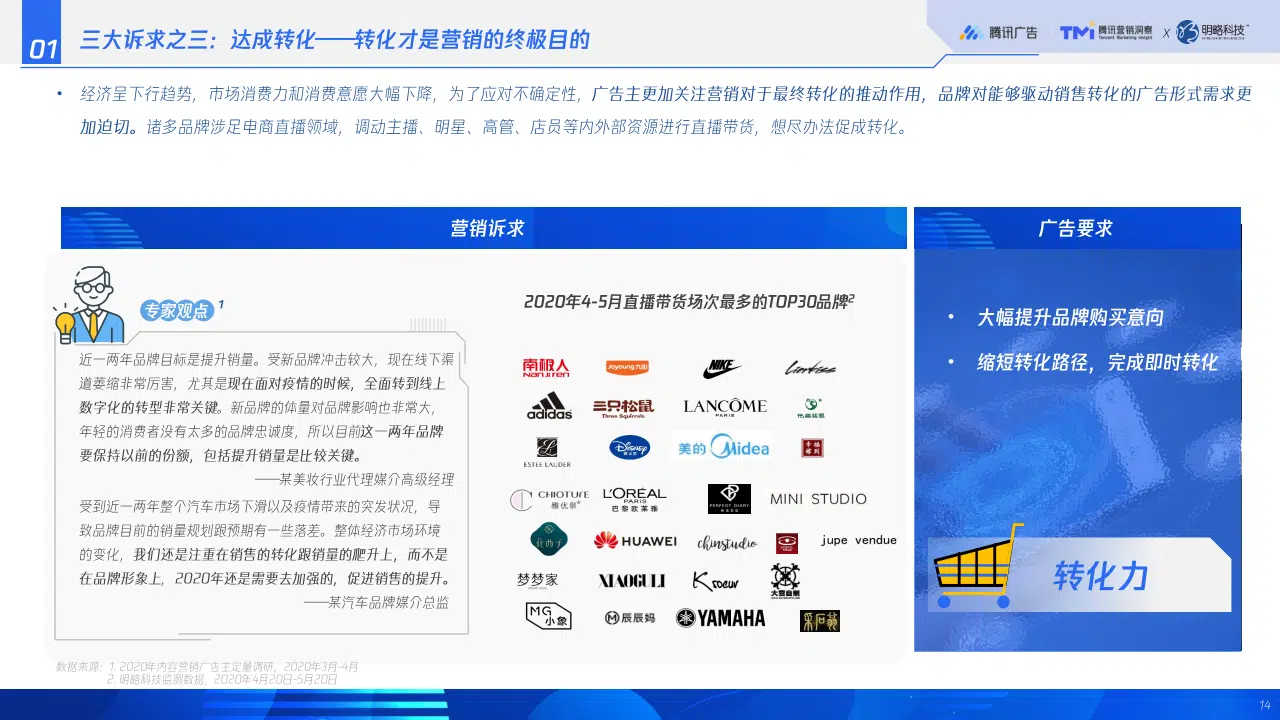 01
三大诉求之三：达成转化——转化才是营销的终极目的
腾讯广告
TMI 腾讯营销洞察
Tencent Marketing Insight
X
明略科技
• 经济呈下行趋势，市场消费力和消费意愿大幅下降，为了应对不确定性，广告主更加关注营销对于最终转化的推动作用，品牌对能够驱动销售转化的广告形式需求更
加迫切。诸多品牌涉足电商直播领域，调动主播、明星、高管、店员等内外部资源进行直播带货，想尽办法促成转化。
营销诉求
专家观点 1
近一两年品牌目标是提升销量。受新品牌冲击较大，现在线下渠
道萎缩非常厉害，尤其是现在面对疫情的时候，全面转到线上
数字化的转型非常关键。新品牌的体量对品牌影响也非常大，
年轻的消费者没有太多的品牌忠诚度，所以目前这一两年品牌
要保持以前的份额，包括提升销量是比较关键。
——某美妆行业代理媒介高级经理
受到近一两年整个汽车市场下滑以及疫情带来的突发状况，导
致品牌目前的销量规划跟预期有一些落差。整体经济市场环境
的变化，我们还是注重在销售的转化跟销量的爬升上，而不是
在品牌形象上，2020年还是需要去加强的，促进销售的提升。
——某汽车品牌媒介总监
2020年4-5月直播带货场次最多的TOP30品牌2
南极人
Nanjiren
Joyoung 九阳
NIKE
adidas
三只松鼠
Three Squirrels
LANCÔME
PARIS
ESTĒE LAUDER
Disney
美的 Midea
CHIOTURE
稚优泉
L'ORÉAL
PARIS
巴黎欧莱雅
PERFECT DIARY
MINI STUDIO
花西子
HUAWEI
chinstudio
jupe vendue
梦梦家
XIAOGULI
Ksoeur
大喜自制
MG
小象
辰辰妈
YAMAHA
采石翁
广告要求
• 大幅提升品牌购买意向
• 缩短转化路径，完成即时转化
转化力
数据来源：1. 2020年内容营销广告主定量调研，2020年3月-4月
2. 明略科技监测数据，2020年4月20日-5月20日
14